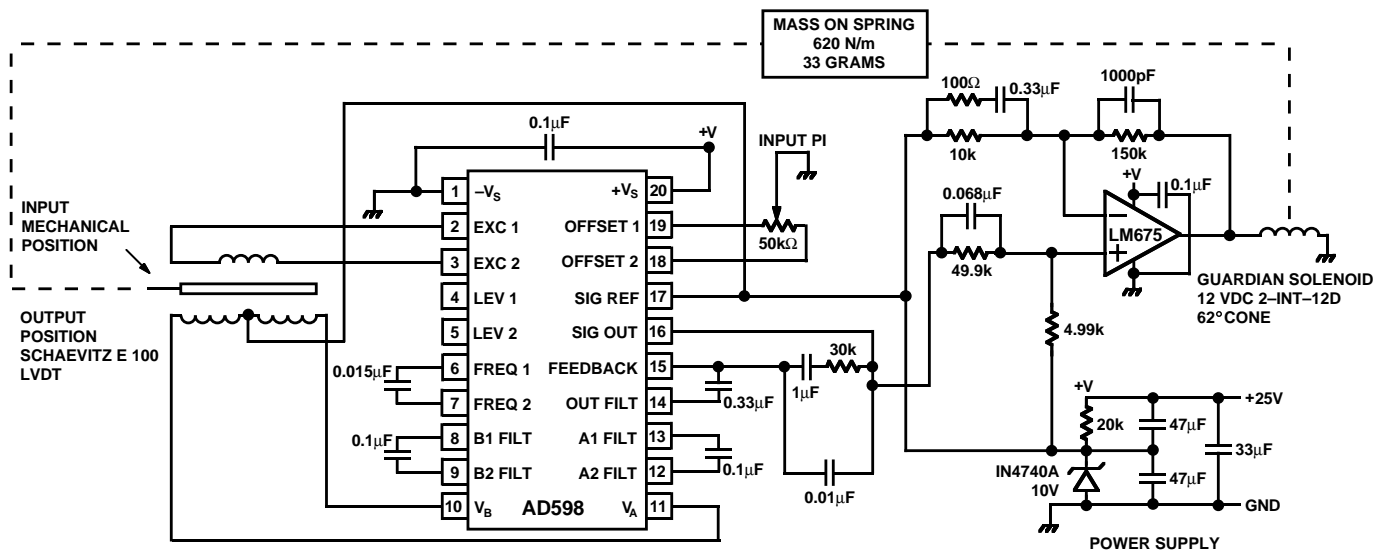 MASS ON SPRING
620 N/m
33 GRAMS
100Ω
0.33µF
1000pF
10k
150k
0.1µF
+V
INPUT PI
50kΩ
0.068µF
49.9k
+V
0.1µF
LM675
GUARDIAN SOLENOID
12 VDC 2–INT–12D
62° CONE
4.99k
INPUT
MECHANICAL
POSITION
OUTPUT
POSITION
SCHAEVITZ E 100
LVDT
1 –VS
2 EXC 1
3 EXC 2
4 LEV 1
5 LEV 2
6 FREQ 1
7 FREQ 2
8 B1 FILT
9 B2 FILT
10 VB
+VS 20
OFFSET 1 19
OFFSET 2 18
SIG REF 17
SIG OUT 16
FEEDBACK 15
OUT FILT 14
A1 FILT 13
A2 FILT 12
VA 11
AD598
0.015µF
0.1µF
0.33µF
1µF
30k
0.1µF
0.01µF
+V
+25V
20k
47µF
33µF
IN4740A
10V
47µF
GND
POWER SUPPLY